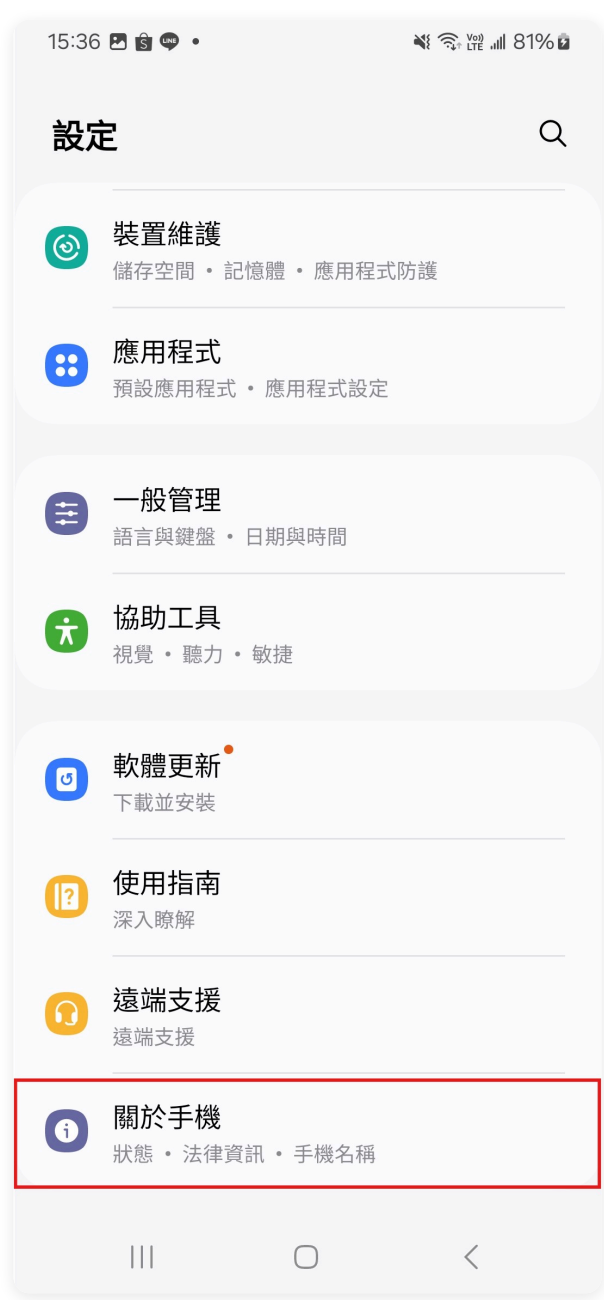 15:36 S LINE • Vo)) LTE 81%
設定
裝置維護
儲存空間 • 記憶體 • 應用程式防護
應用程式
預設應用程式 • 應用程式設定
一般管理
語言與鍵盤 • 日期與時間
協助工具
視覺 • 聽力 • 敏捷
軟體更新
下載並安裝
使用指南
深入瞭解
遠端支援
遠端支援
關於手機
狀態 • 法律資訊 • 手機名稱